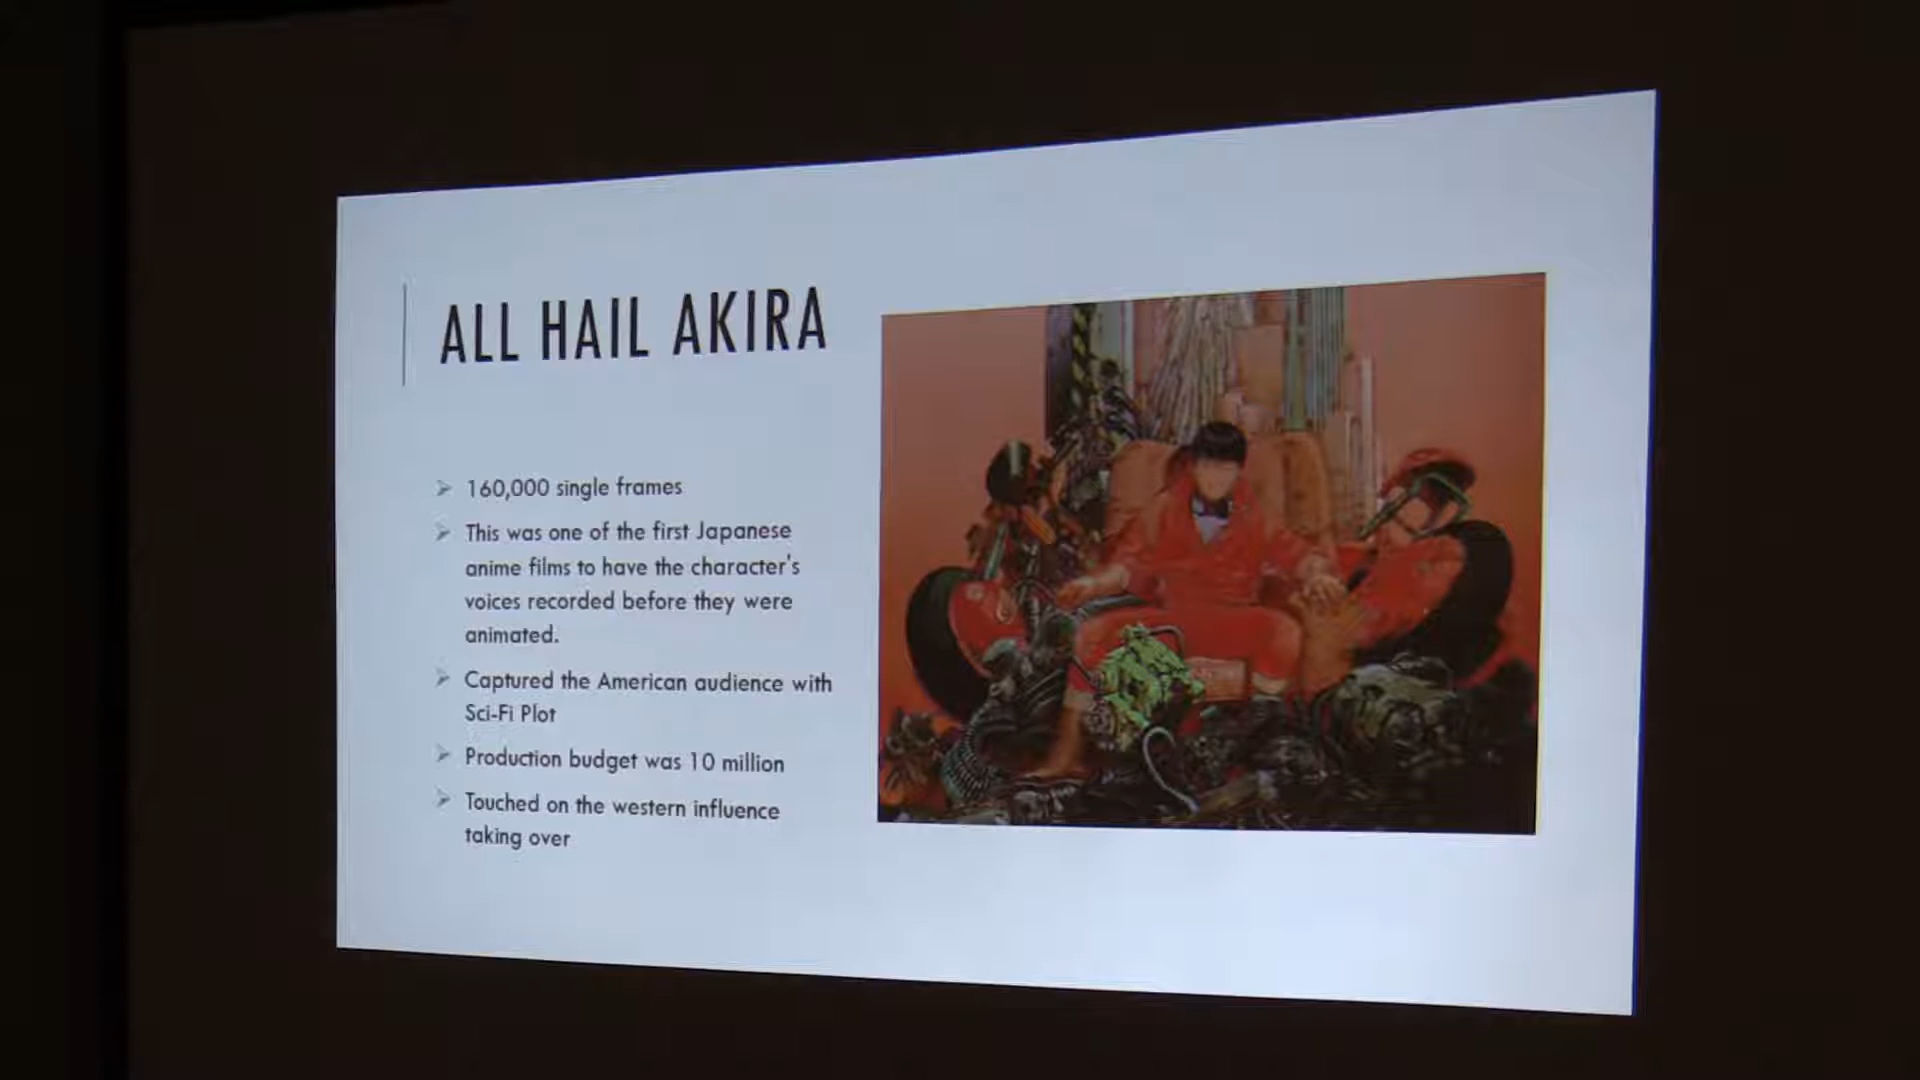 ALL HAIL AKIRA
160,000 single frames
This was one of the first Japanese
anime films to have the character's
voices recorded before they were
animated.
Captured the American audience with
Sci-Fi Plot
Production budget was 10 million
Touched on the western influence
taking over